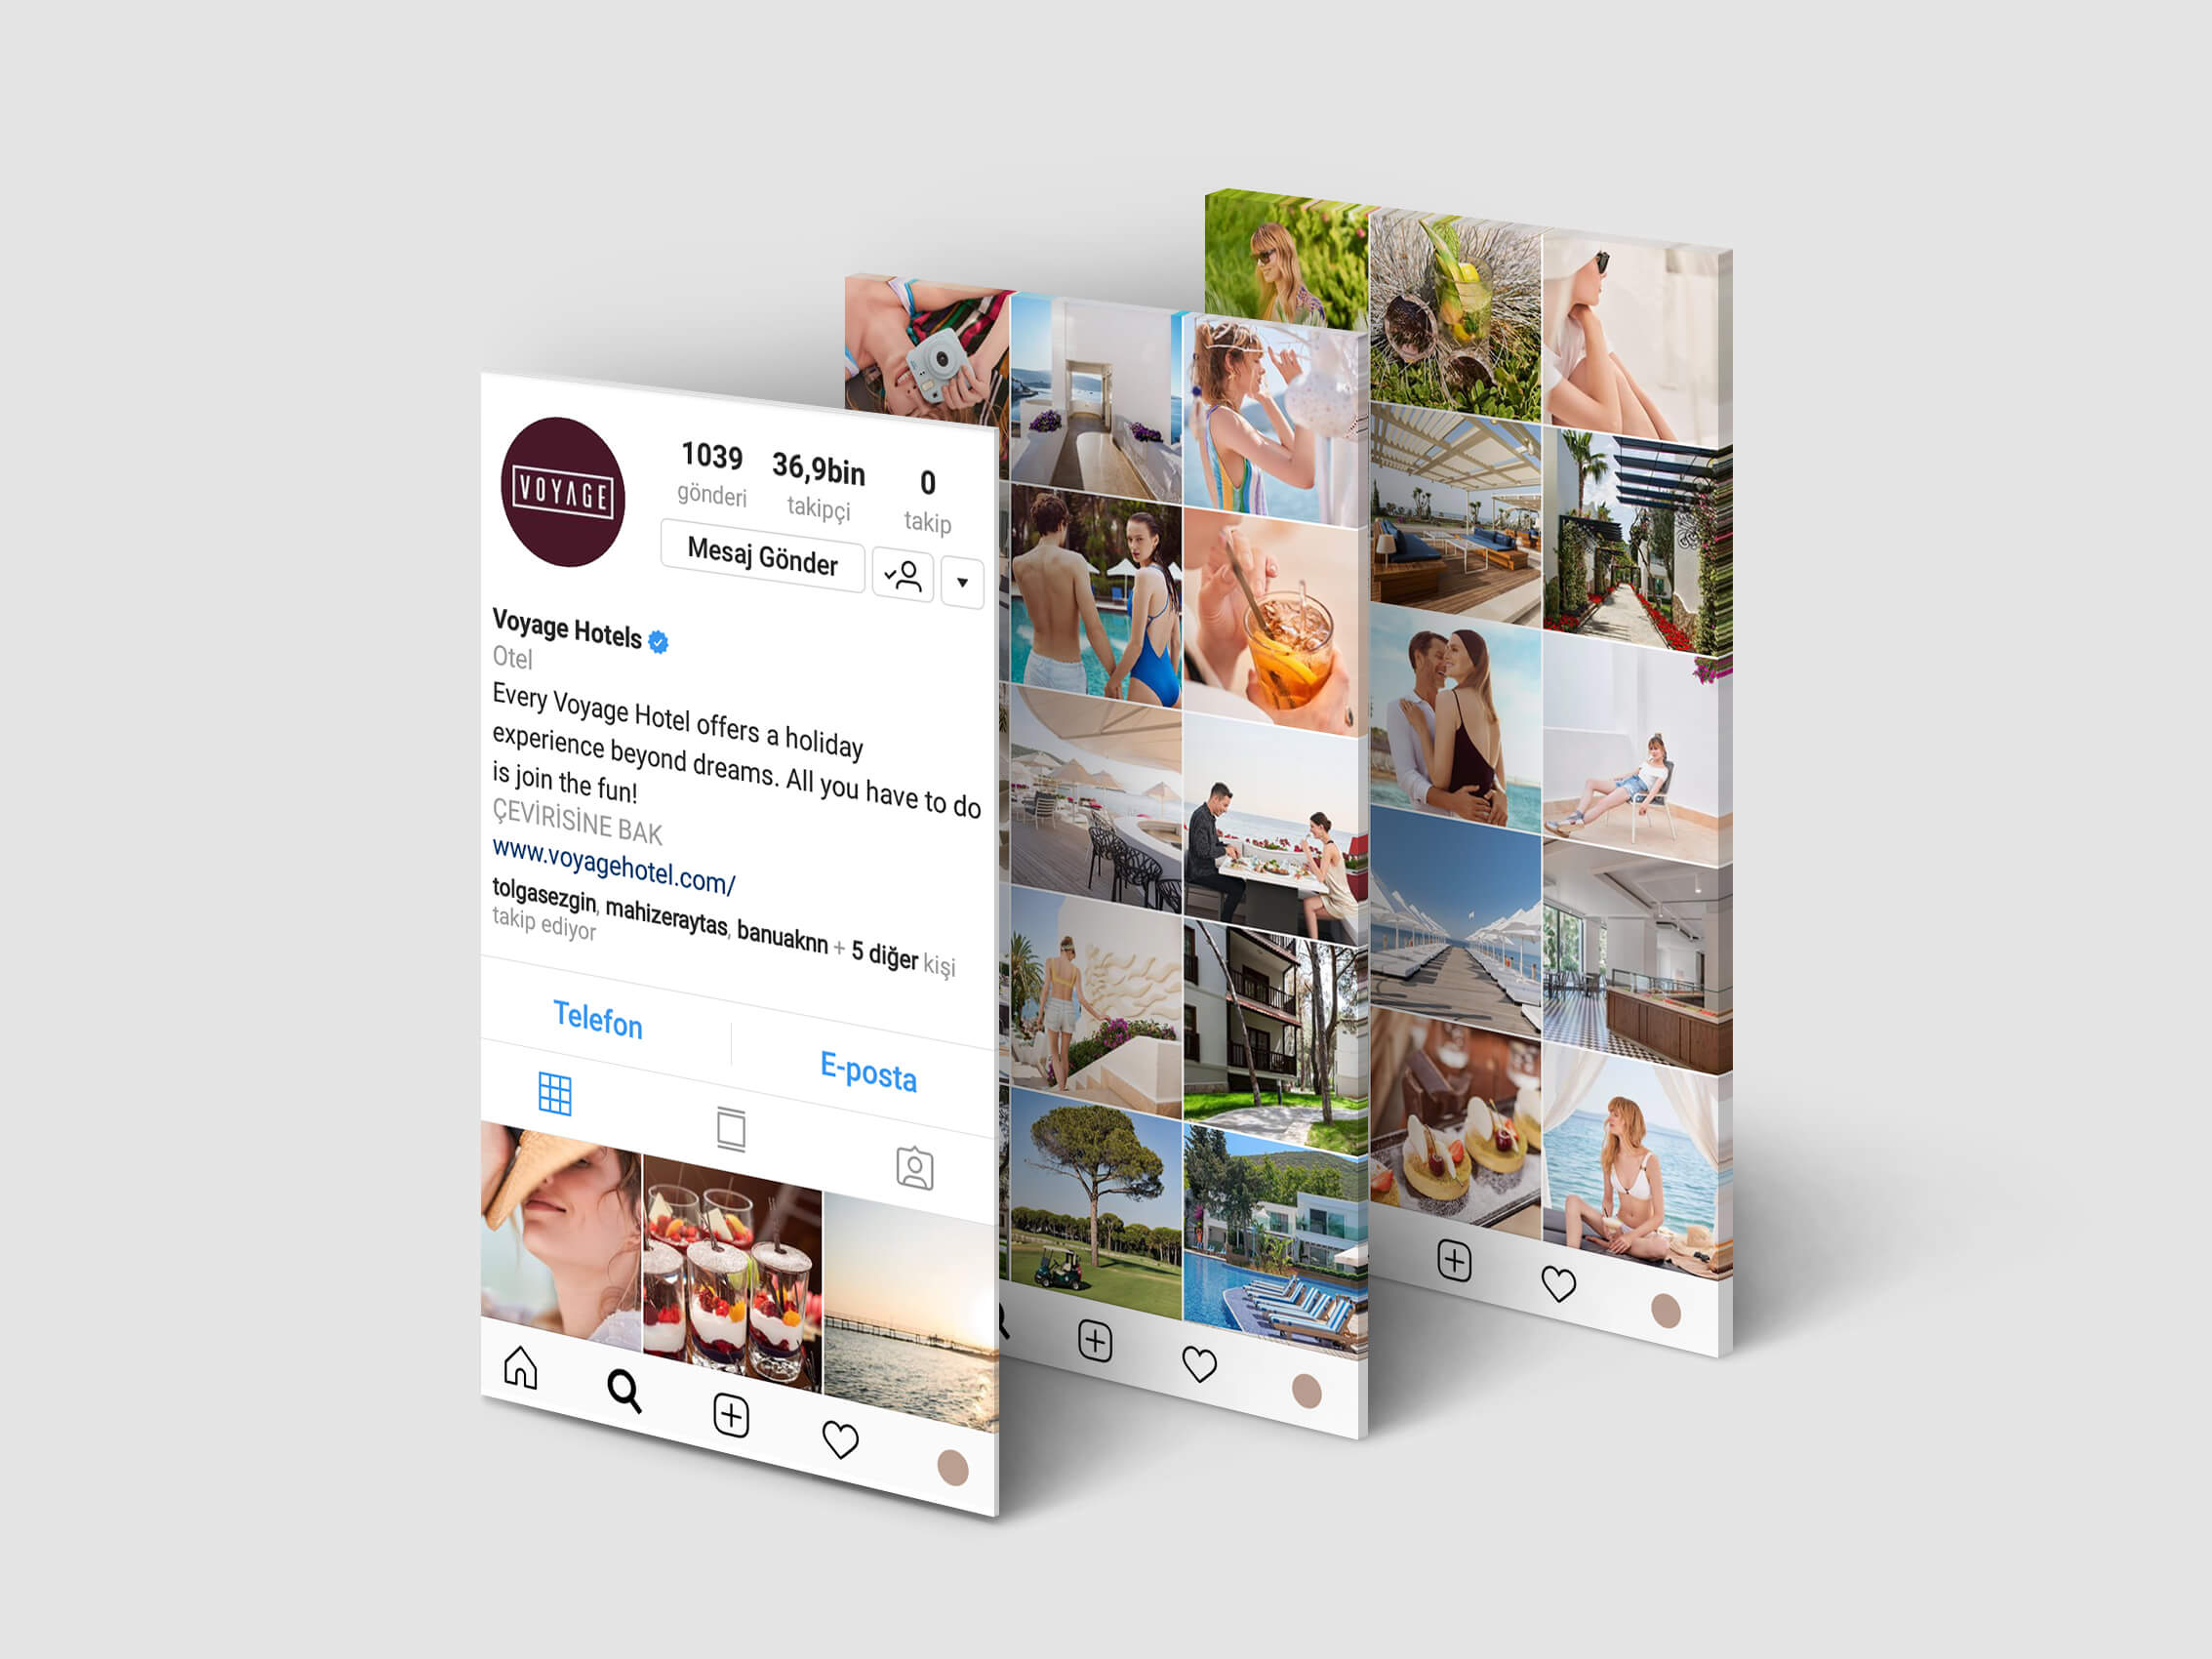 VOYAGE
1039 36,9bin 0
gönderi takipçi takip
Mesaj Gönder
Voyage Hotels
Otel
Every Voyage Hotel offers a holiday
experience beyond dreams. All you have to do
is join the fun!
ÇEVİRİSİNE BAK
www.voyagehotel.com/
tolgasezgin, mahizeraytas, banuaknn + 5 diğer kişi
takip ediyor
Telefon
E-posta